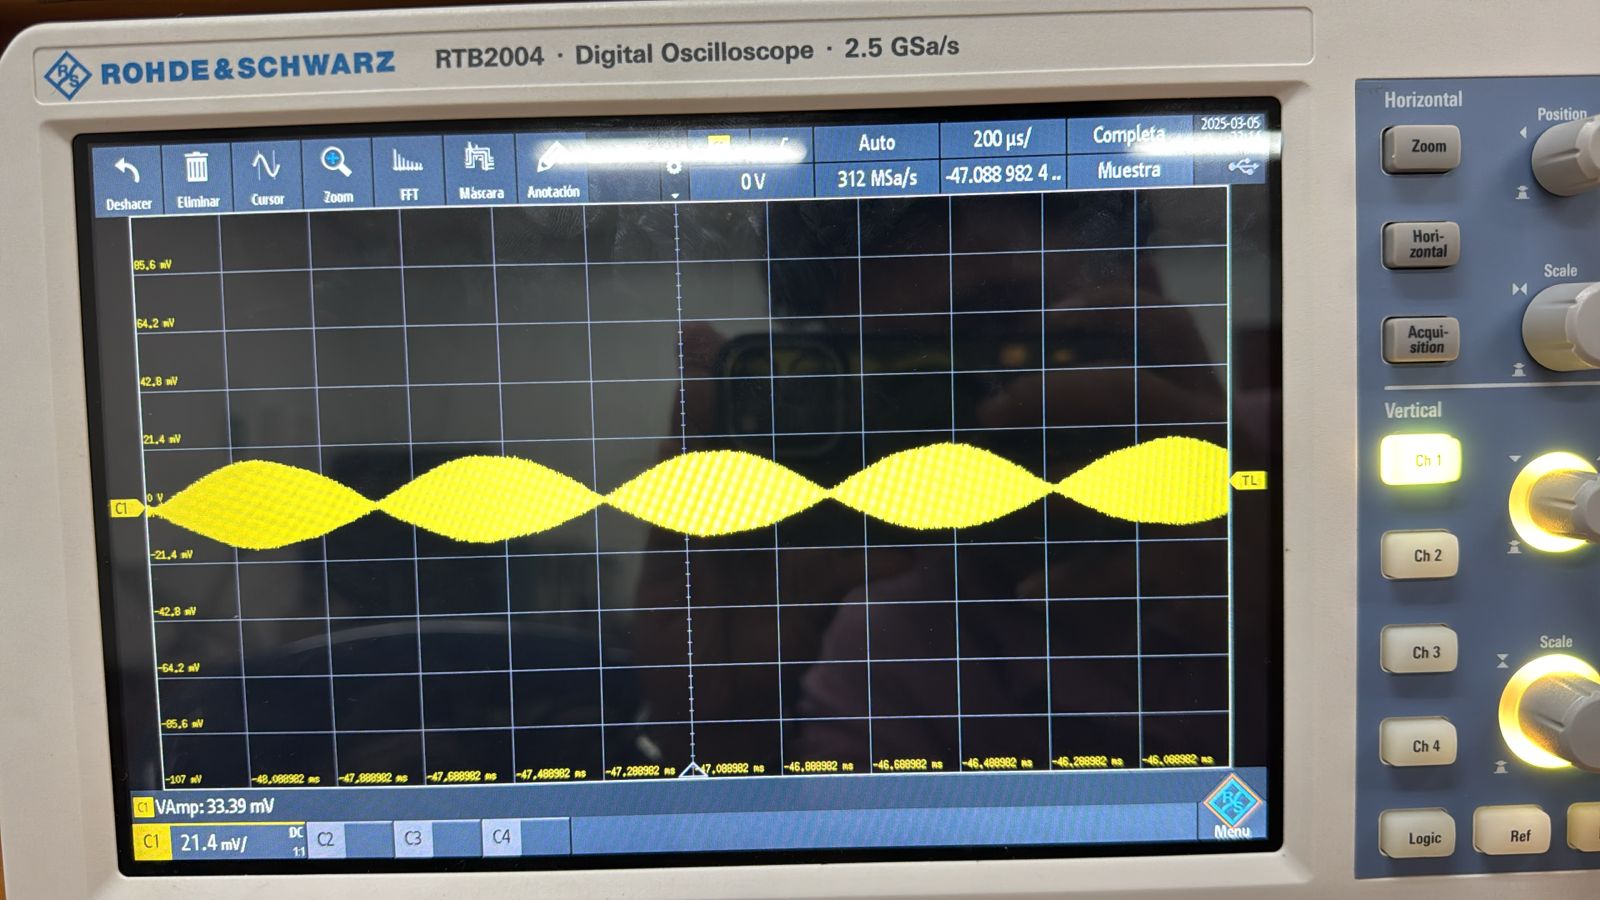 ROHDE & SCHWARZ RTB2004 · Digital Oscilloscope · 2.5 GSa/s
Deshacer Eliminar Cursor Zoom FFT Máscara Anotación
0 V
Auto 200 µs/ Completa 2025-03-05
312 MSa/s -47.088 982 4 .. Muestra
85.6 mV
64.2 mV
42.8 mV
21.4 mV
0 V
C1
TL
-21.4 mV
-42.8 mV
-64.2 mV
-85.6 mV
-107 mV -48.088982 ms -47.888982 ms -47.688982 ms -47.488982 ms -47.288982 ms -47.088982 ms -46.888982 ms -46.688982 ms -46.488982 ms -46.288982 ms -46.088982 ms
C1 VAmp: 33.39 mV
C1 21.4 mV/ DC 1:1 C2 C3 C4
Menu
Horizontal
Position
Zoom
Hori-
zontal
Scale
Acqui-
sition
Vertical
Ch 1
Ch 2
Ch 3
Scale
Ch 4
Logic Ref